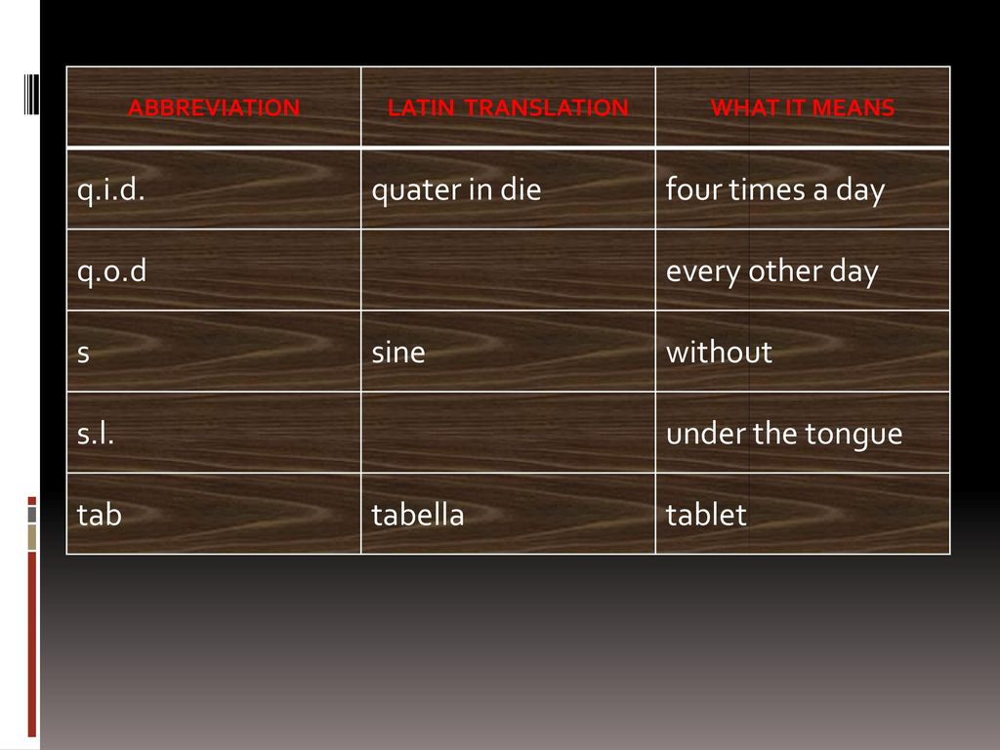 ABBREVIATION LATIN TRANSLATION WHAT IT MEANS
q.i.d. quater in die four times a day
q.o.d every other day
s sine without
s.l. under the tongue
tab tabella tablet